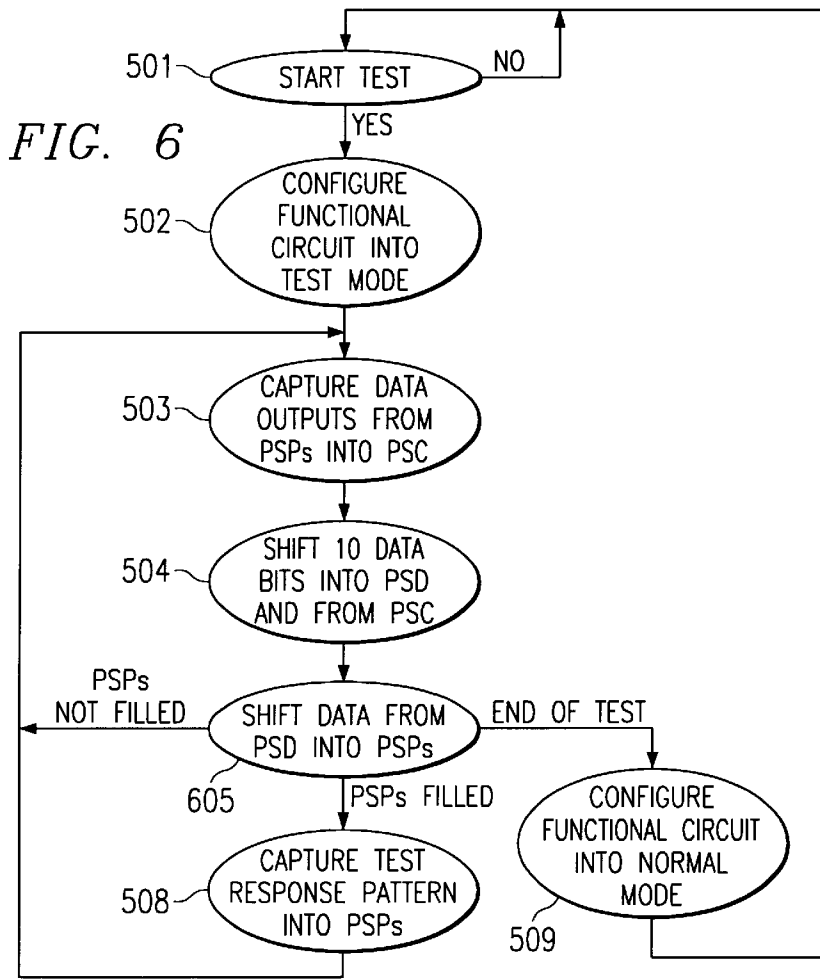 501
START TEST
NO
FIG. 6
YES
502
CONFIGURE
FUNCTIONAL
CIRCUIT INTO
TEST MODE
503
CAPTURE DATA
OUTPUTS FROM
PSPs INTO PSC
504
SHIFT 10 DATA
BITS INTO PSD
AND FROM PSC
PSPs
NOT FILLED
SHIFT DATA FROM
PSD INTO PSPs
END OF TEST
605
PSPs FILLED
508
CAPTURE TEST
RESPONSE PATTERN
INTO PSPs
CONFIGURE
FUNCTIONAL CIRCUIT
INTO NORMAL
MODE
509